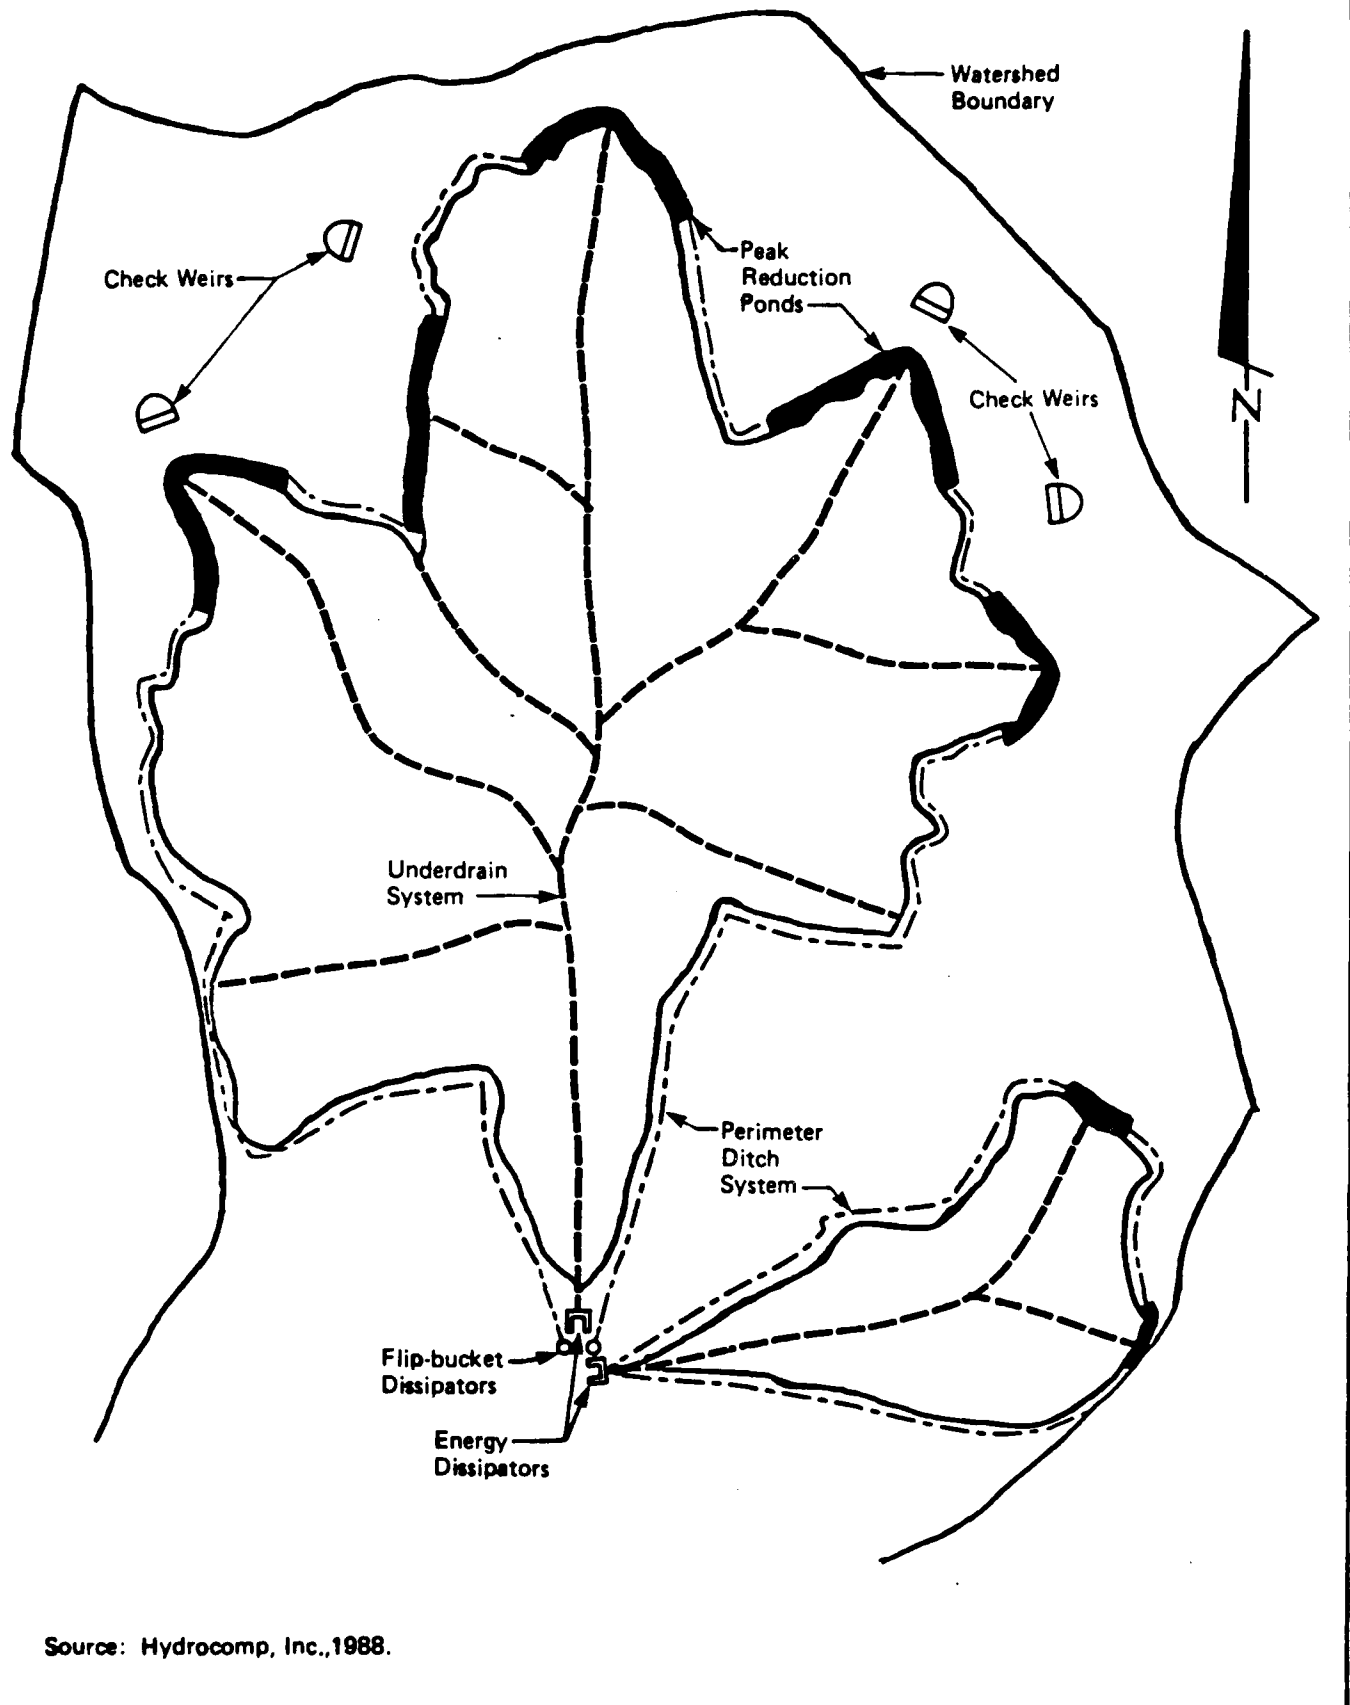 Watershed
Boundary
Peak
Reduction
Ponds
Check Weirs
Check Weirs
N
Underdrain
System
Perimeter
Ditch
System
Flip-bucket
Dissipators
Energy
Dissipators
Source: Hydrocomp, Inc.,1988.